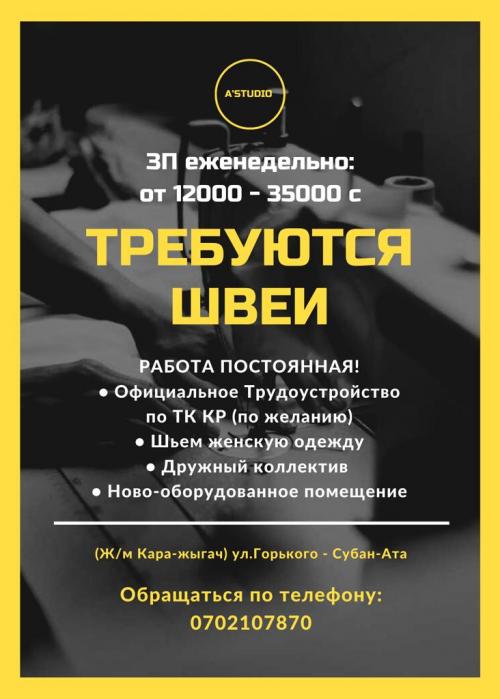 A'STUDIO
ЗП еженедельно:
от 12000 - 35000 с
ТРЕБУЮТСЯ
ШВЕИ
РАБОТА ПОСТОЯННАЯ!
● Официальное Трудоустройство
по ТК КР (по желанию)
● Шьем женскую одежду
● Дружный коллектив
● Ново-оборудованное помещение
(Ж/м Кара-жыгач) ул.Горького - Субан-Ата
Обращаться по телефону:
0702107870